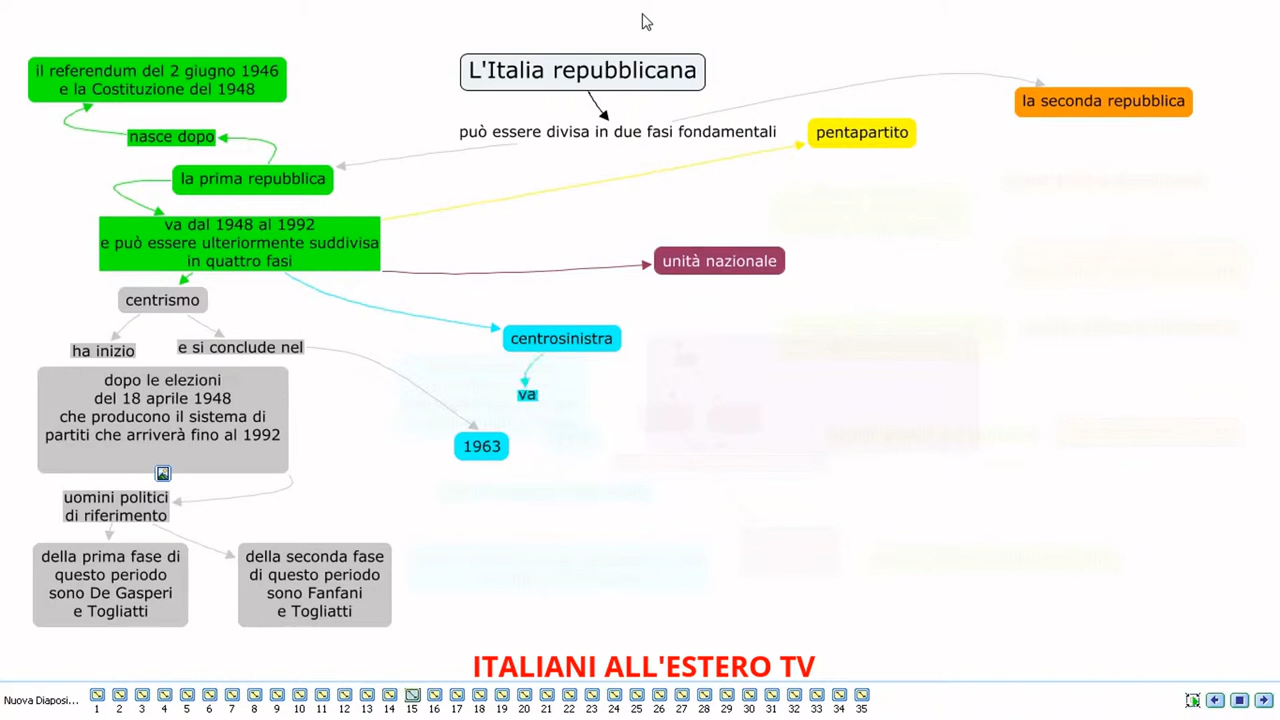 L'Italia repubblicana
può essere divisa in due fasi fondamentali
il referendum del 2 giugno 1946
e la Costituzione del 1948
nasce dopo
la prima repubblica
va dal 1948 al 1992
e può essere ulteriormente suddivisa
in quattro fasi
la seconda repubblica
pentapartito
unità nazionale
centrosinistra
va
1963
centrismo
ha inizio
e si conclude nel
dopo le elezioni
del 18 aprile 1948
che producono il sistema di
partiti che arriverà fino al 1992
uomini politici
di riferimento
della prima fase di
questo periodo
sono De Gasperi
e Togliatti
della seconda fase
di questo periodo
sono Fanfani
e Togliatti
ITALIANI ALL'ESTERO TV
Nuova Diaposi...
1 2 3 4 5 6 7 8 9 10 11 12 13 14 15 16 17 18 19 20 21 22 23 24 25 26 27 28 29 30 31 32 33 34 35